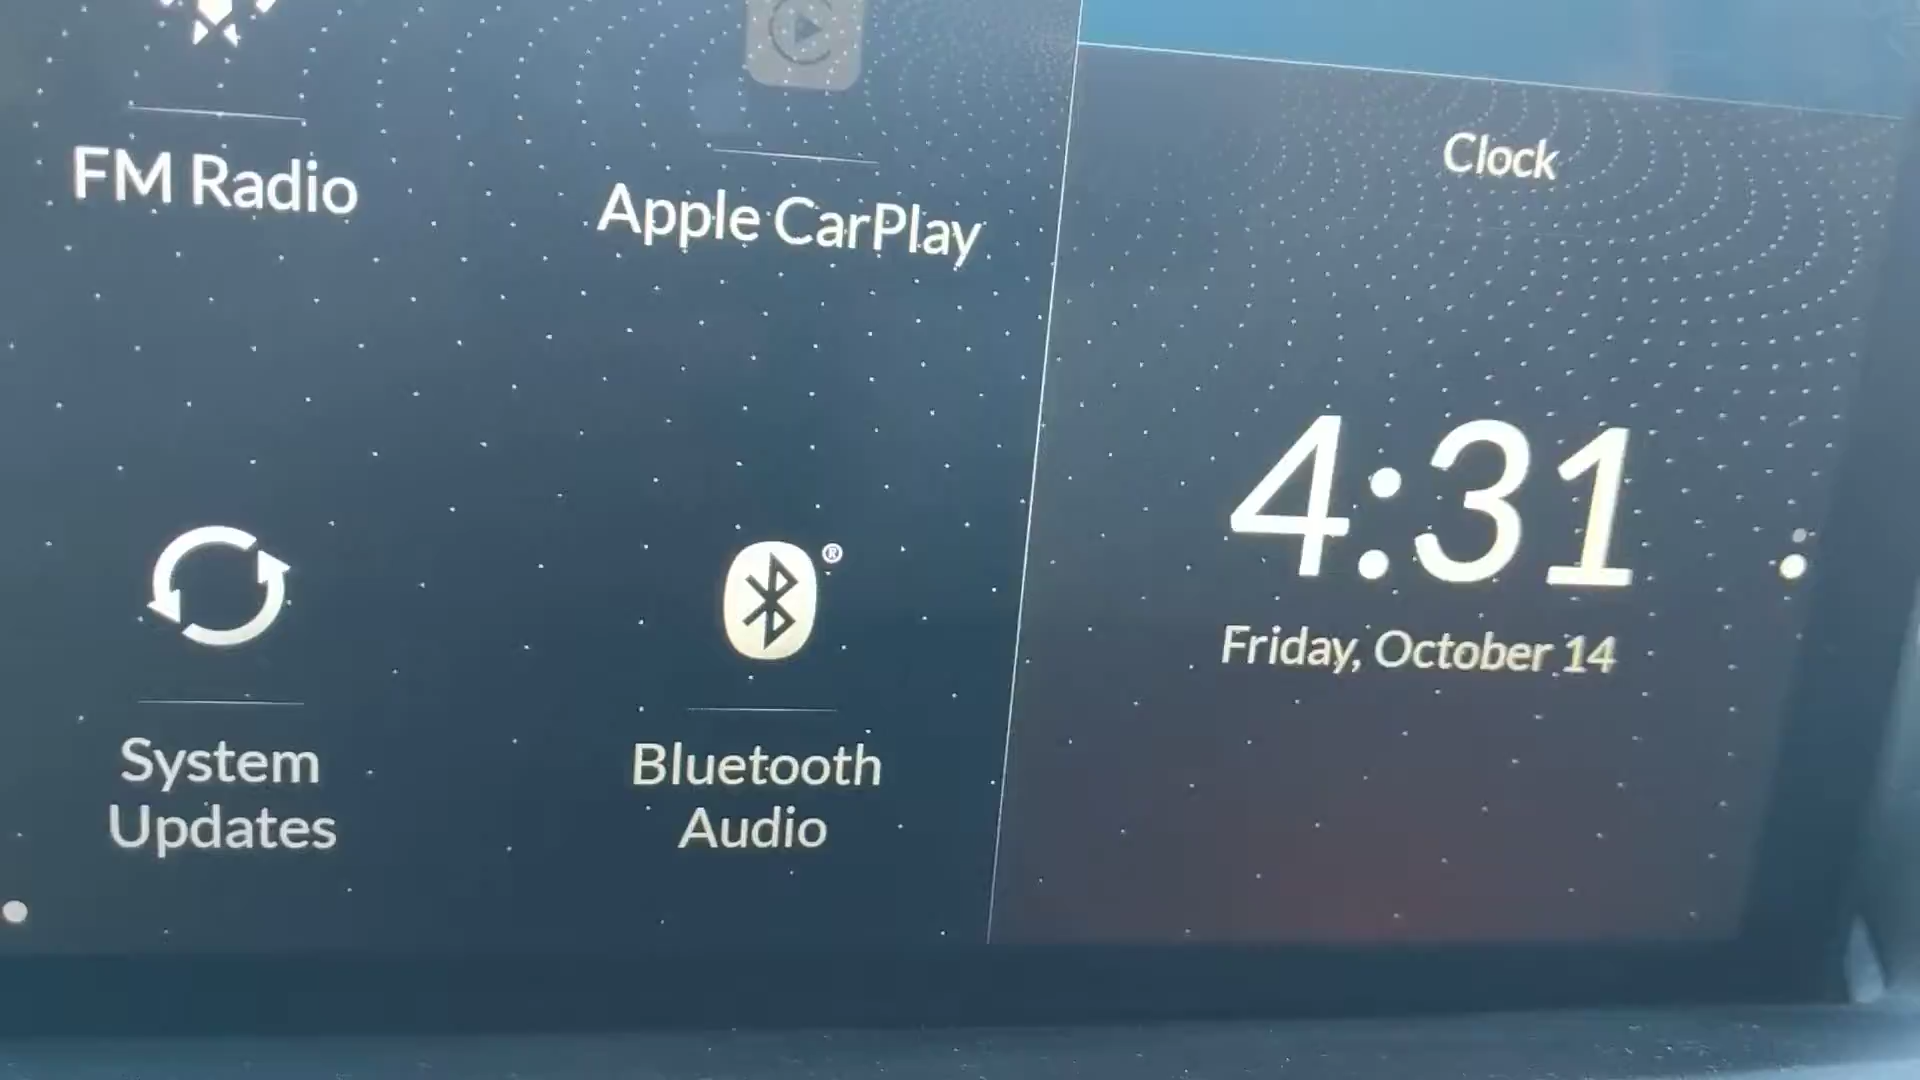 FM Radio
Apple CarPlay
System
Updates
®
Bluetooth
Audio
Clock
4:31
Friday, October 14